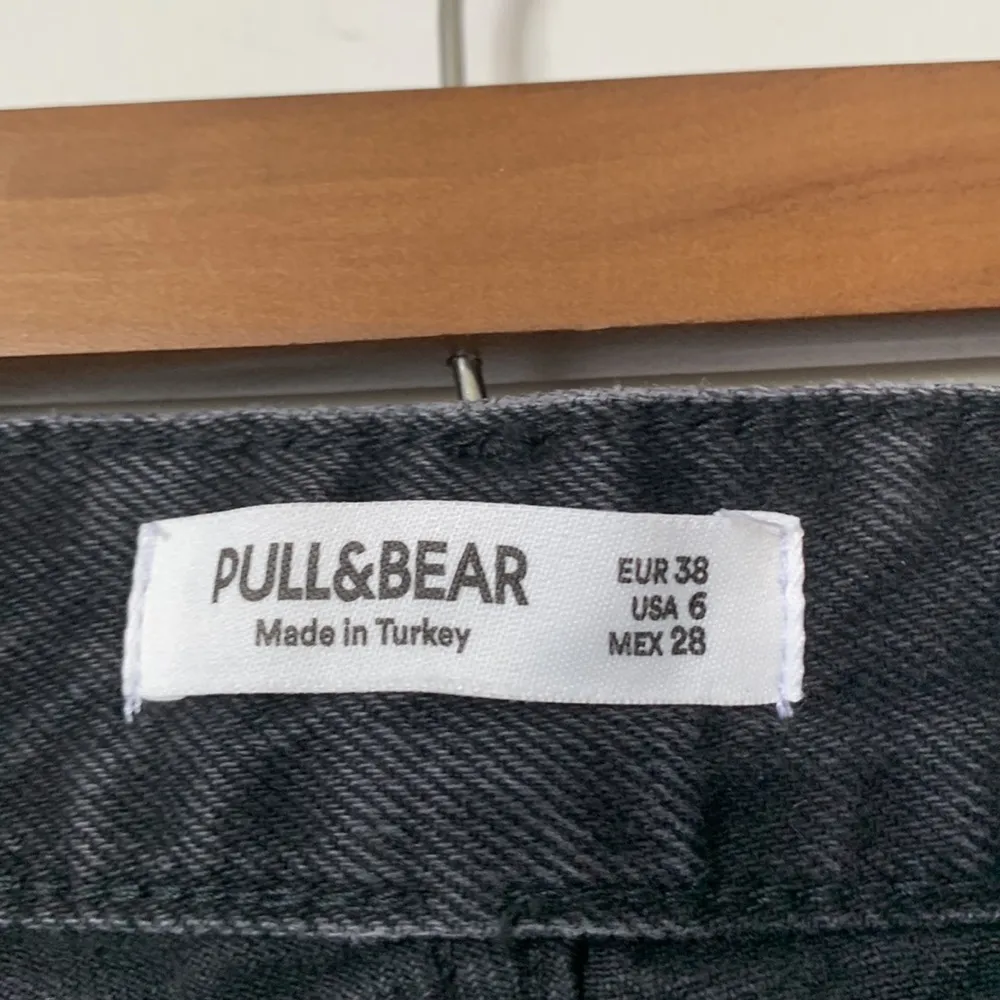 PULL&BEAR
Made in Turkey
EUR 38
USA 6
MEX 28